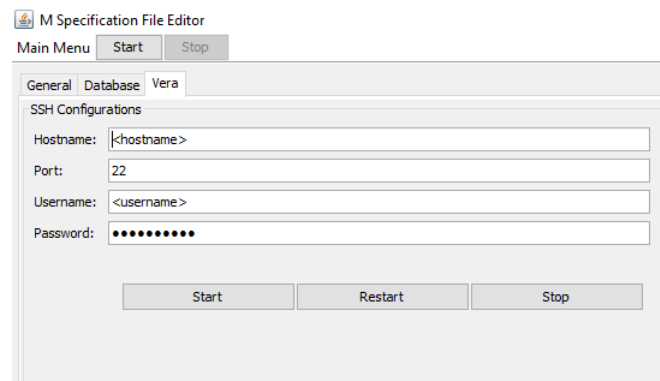 M Specification File Editor
Main Menu Start Stop
General Database Vera
SSH Configurations
Hostname: <hostname>
Port: 22
Username: <username>
Password: ●●●●●●●●●●
Start Restart Stop